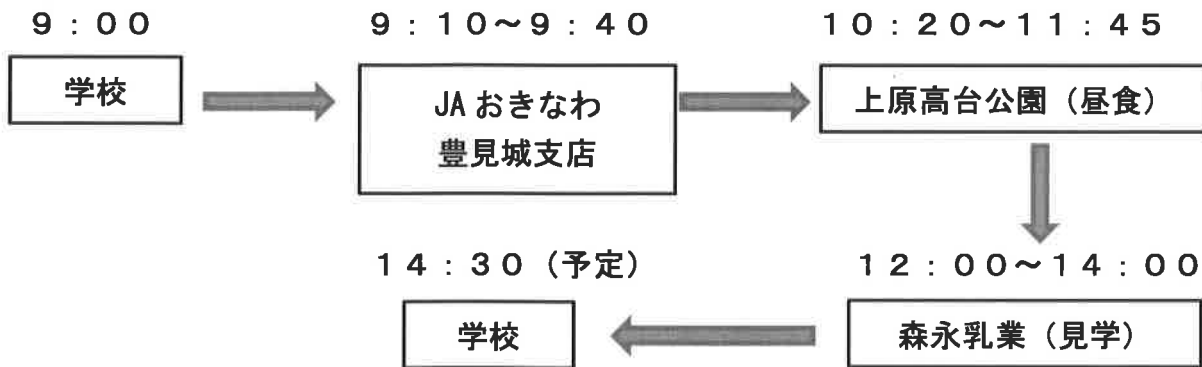 ９：００
学校
９：１０～９：４０
JA おきなわ
豊見城支店
１０：２０～１１：４５
上原高台公園（昼食）
１２：００～１４：００
森永乳業（見学）
１４：３０（予定）
学校